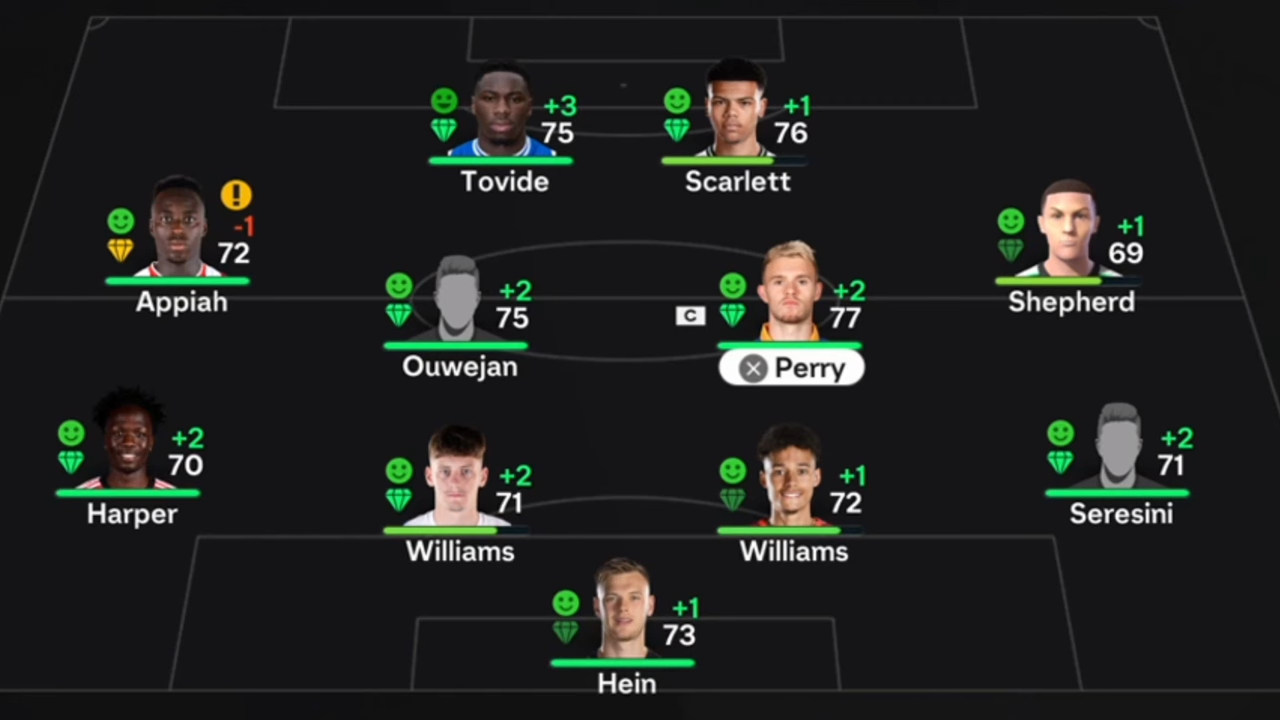 +3
75
Tovide
+1
76
Scarlett
!
-1
72
Appiah
+1
69
Shepherd
+2
75
Ouwejan
C
+2
77
Perry
+2
70
Harper
+2
71
Williams
+1
72
Williams
+2
71
Seresini
+1
73
Hein